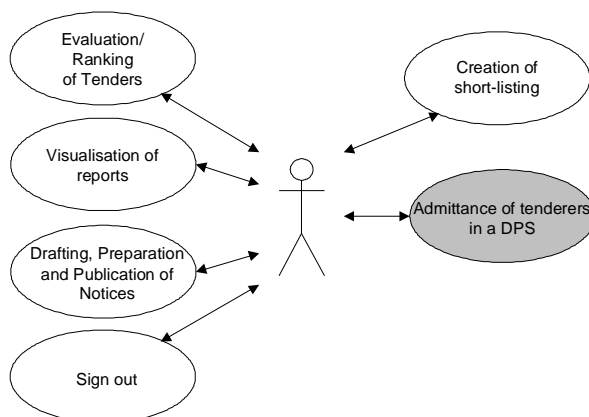 Evaluation/
Ranking
of Tenders
Visualisation of
reports
Drafting, Preparation
and Publication of
Notices
Sign out
Creation of
short-listing
Admittance of tenderers
in a DPS